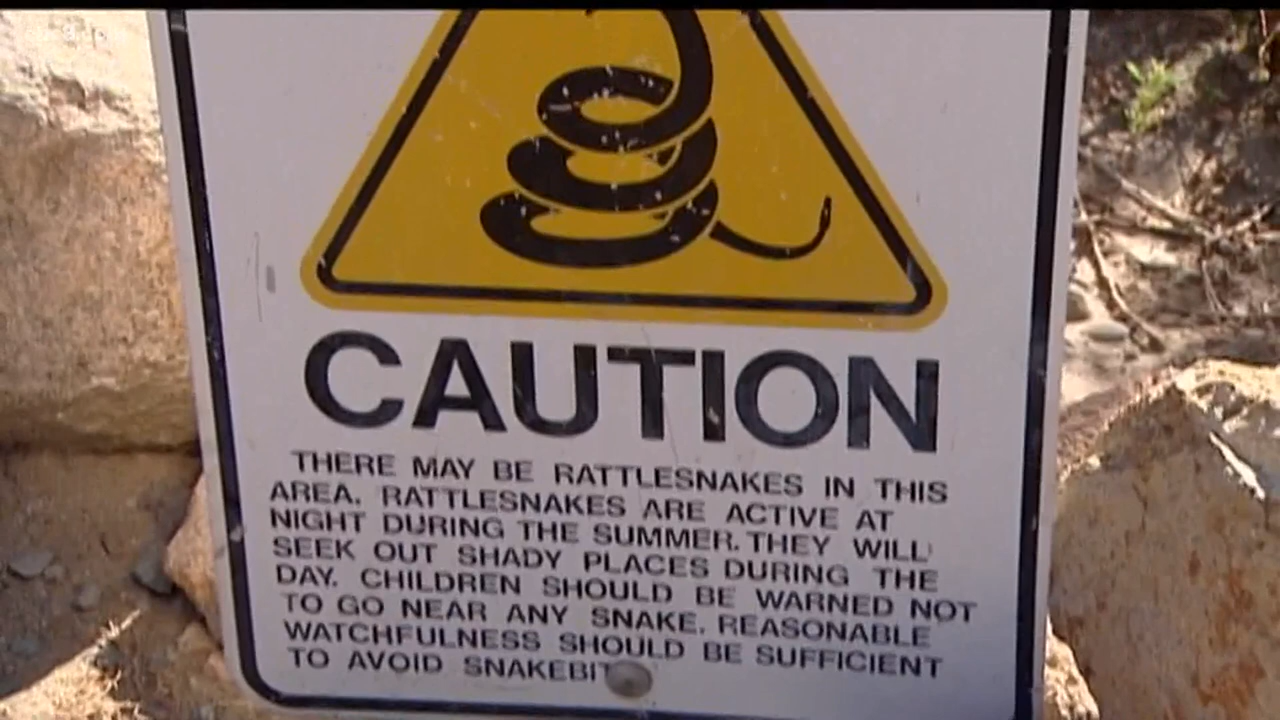 CAUTION
THERE MAY BE RATTLESNAKES IN THIS
AREA. RATTLESNAKES ARE ACTIVE AT
NIGHT DURING THE SUMMER. THEY WILL
SEEK OUT SHADY PLACES DURING THE
DAY. CHILDREN SHOULD BE WARNED NOT
TO GO NEAR ANY SNAKE. REASONABLE
WATCHFULNESS SHOULD BE SUFFICIENT
TO AVOID SNAKEBIT